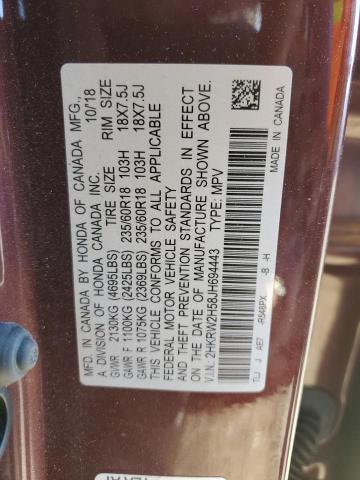 MFD. IN CANADA BY HONDA OF CANADA MFG., 10/18
A DIVISION OF HONDA CANADA INC.
TIRE SIZE RIM SIZE
GVWR 2130KG (4695LBS)
GAWR F 1100KG (2425LBS) 235/60R18 103H 18X7.5J
GAWR R 1075KG (2369LBS) 235/60R18 103H 18X7.5J
THIS VEHICLE CONFORMS TO ALL APPLICABLE
FEDERAL MOTOR VEHICLE SAFETY
AND THEFT PREVENTION STANDARDS IN EFFECT
ON THE DATE OF MANUFACTURE SHOWN ABOVE.
V.I.N. 2HKRW2H58JH694443 TYPE: MPV
TLJ J AE7 -R548PX -B -H
MADE IN CANADA